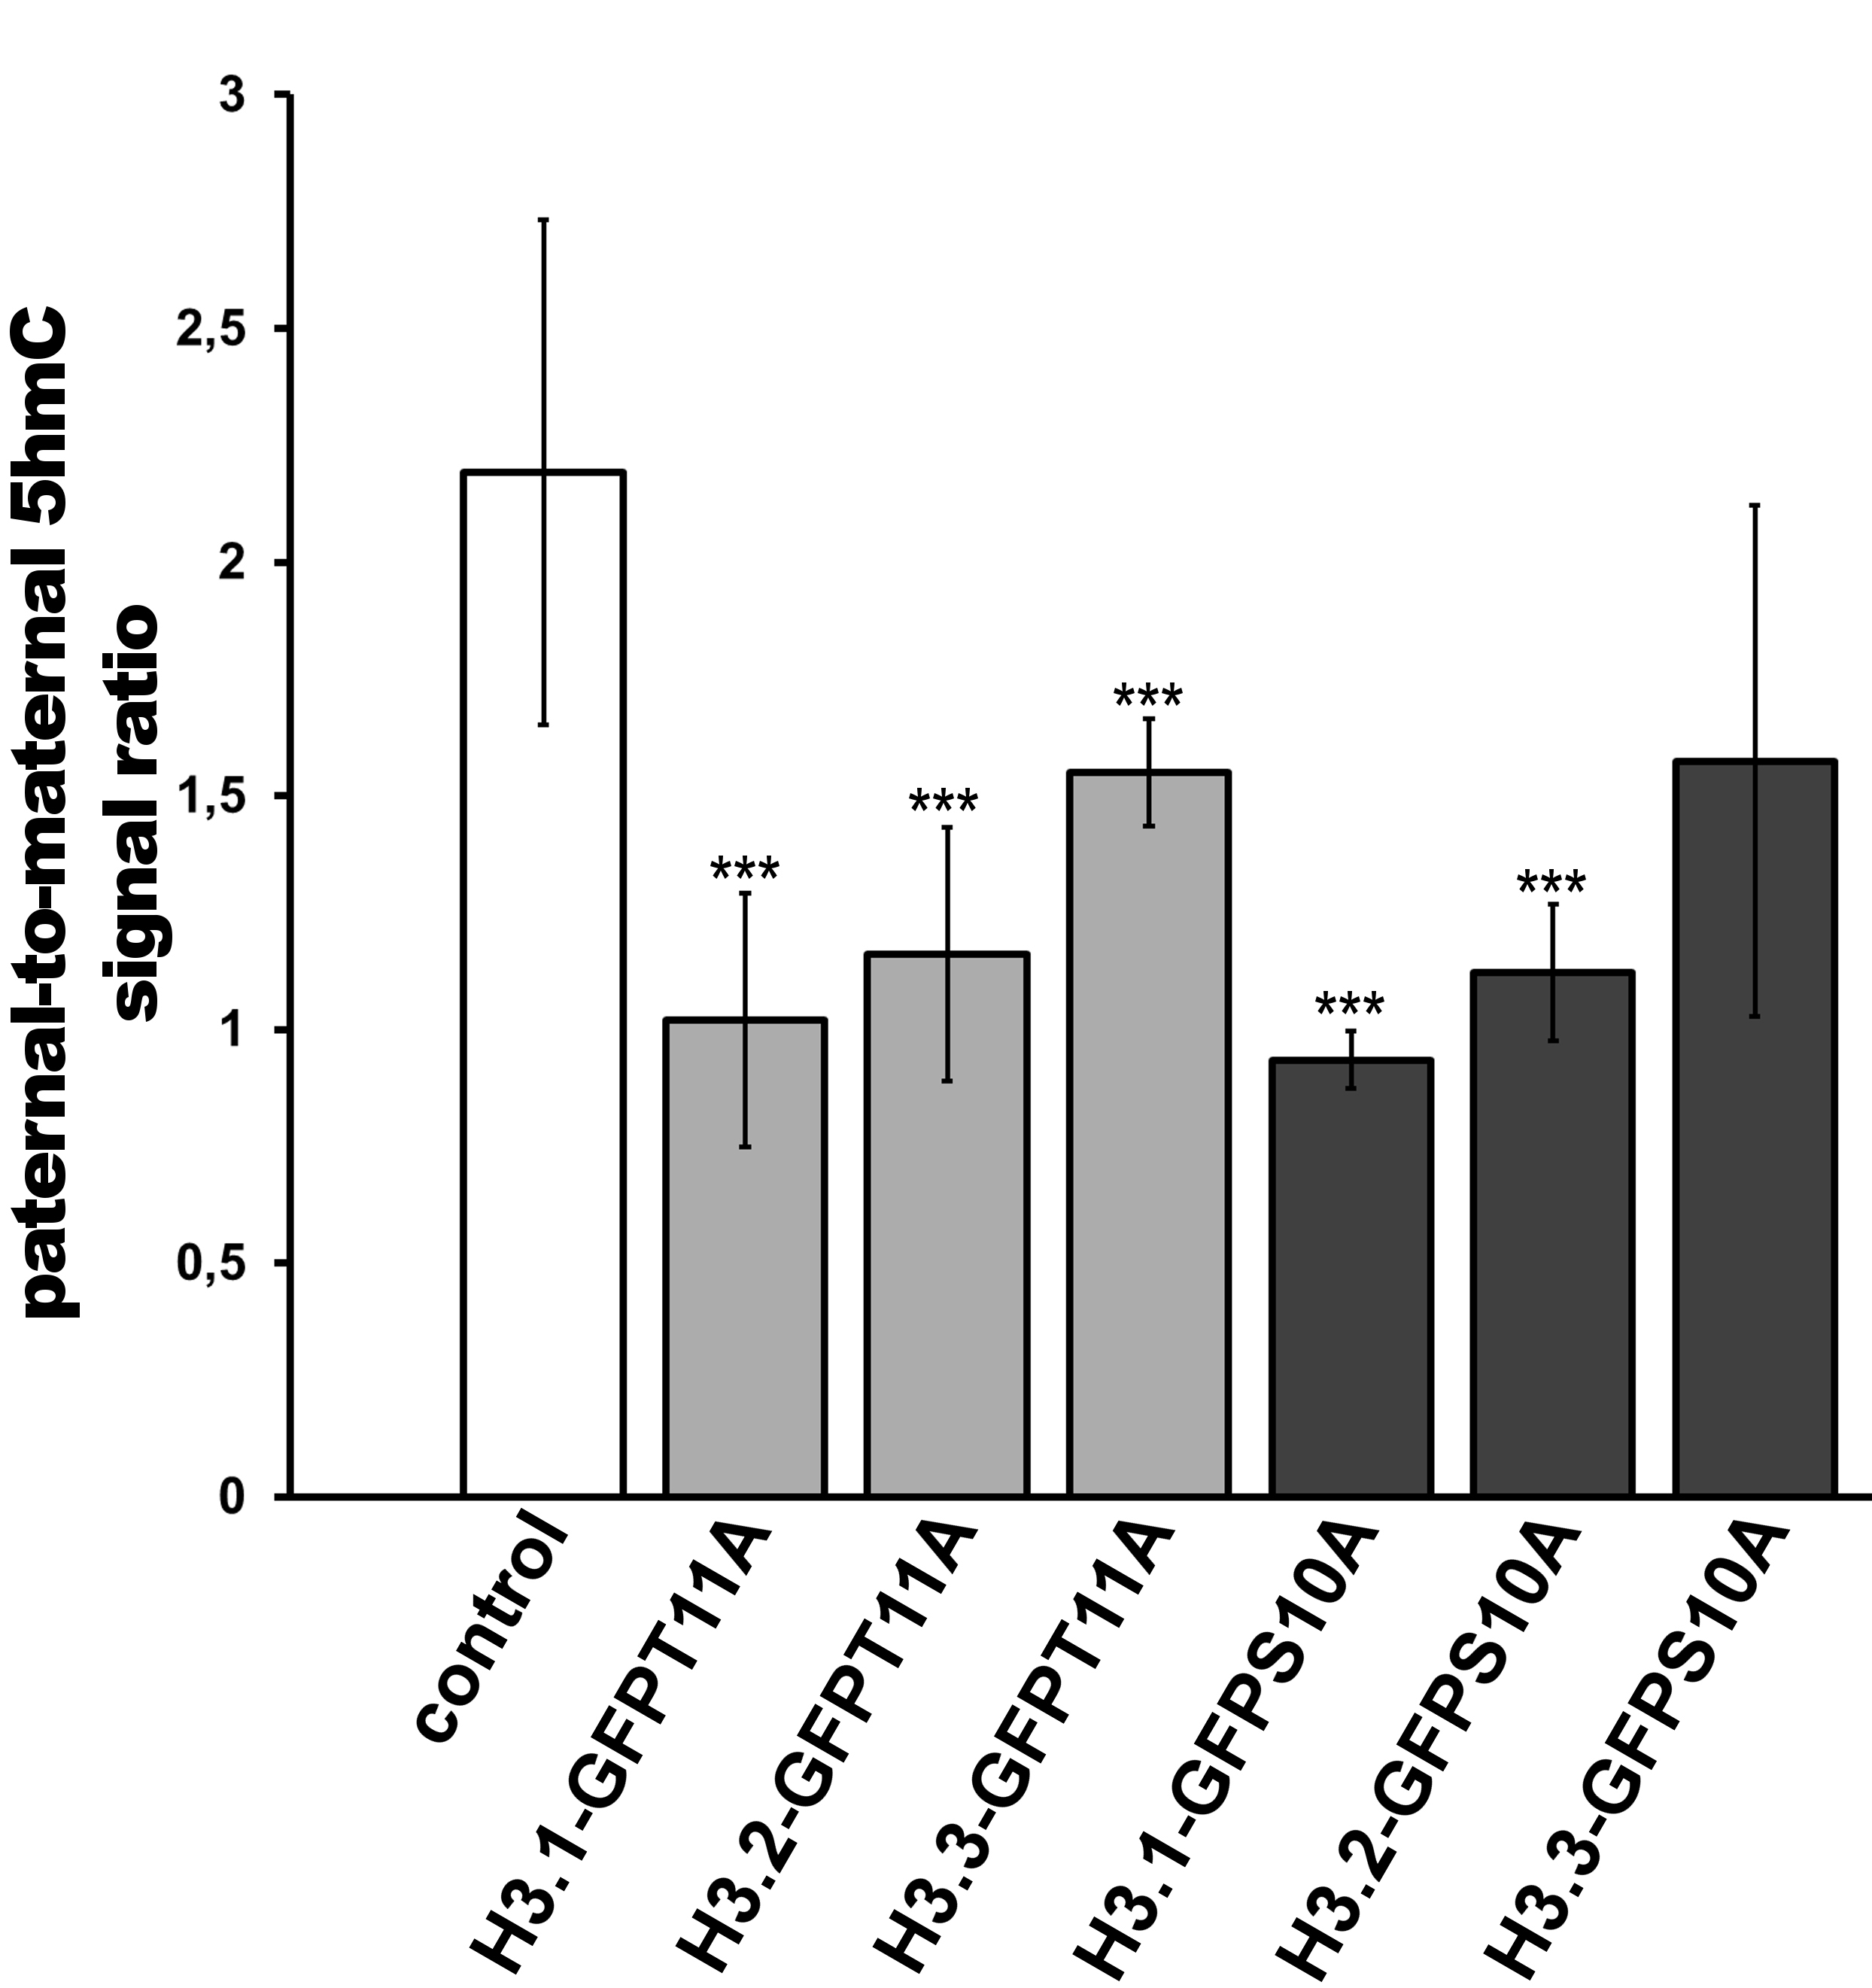 paternal-to-maternal 5hmC
signal ratio
3
2,5
2
1,5
1
0,5
0
***
***
***
***
***
control
H3.1-GFPT11A
H3.2-GFPT11A
H3.3-GFPT11A
H3.1-GFPS10A
H3.2-GFPS10A
H3.3-GFPS10A